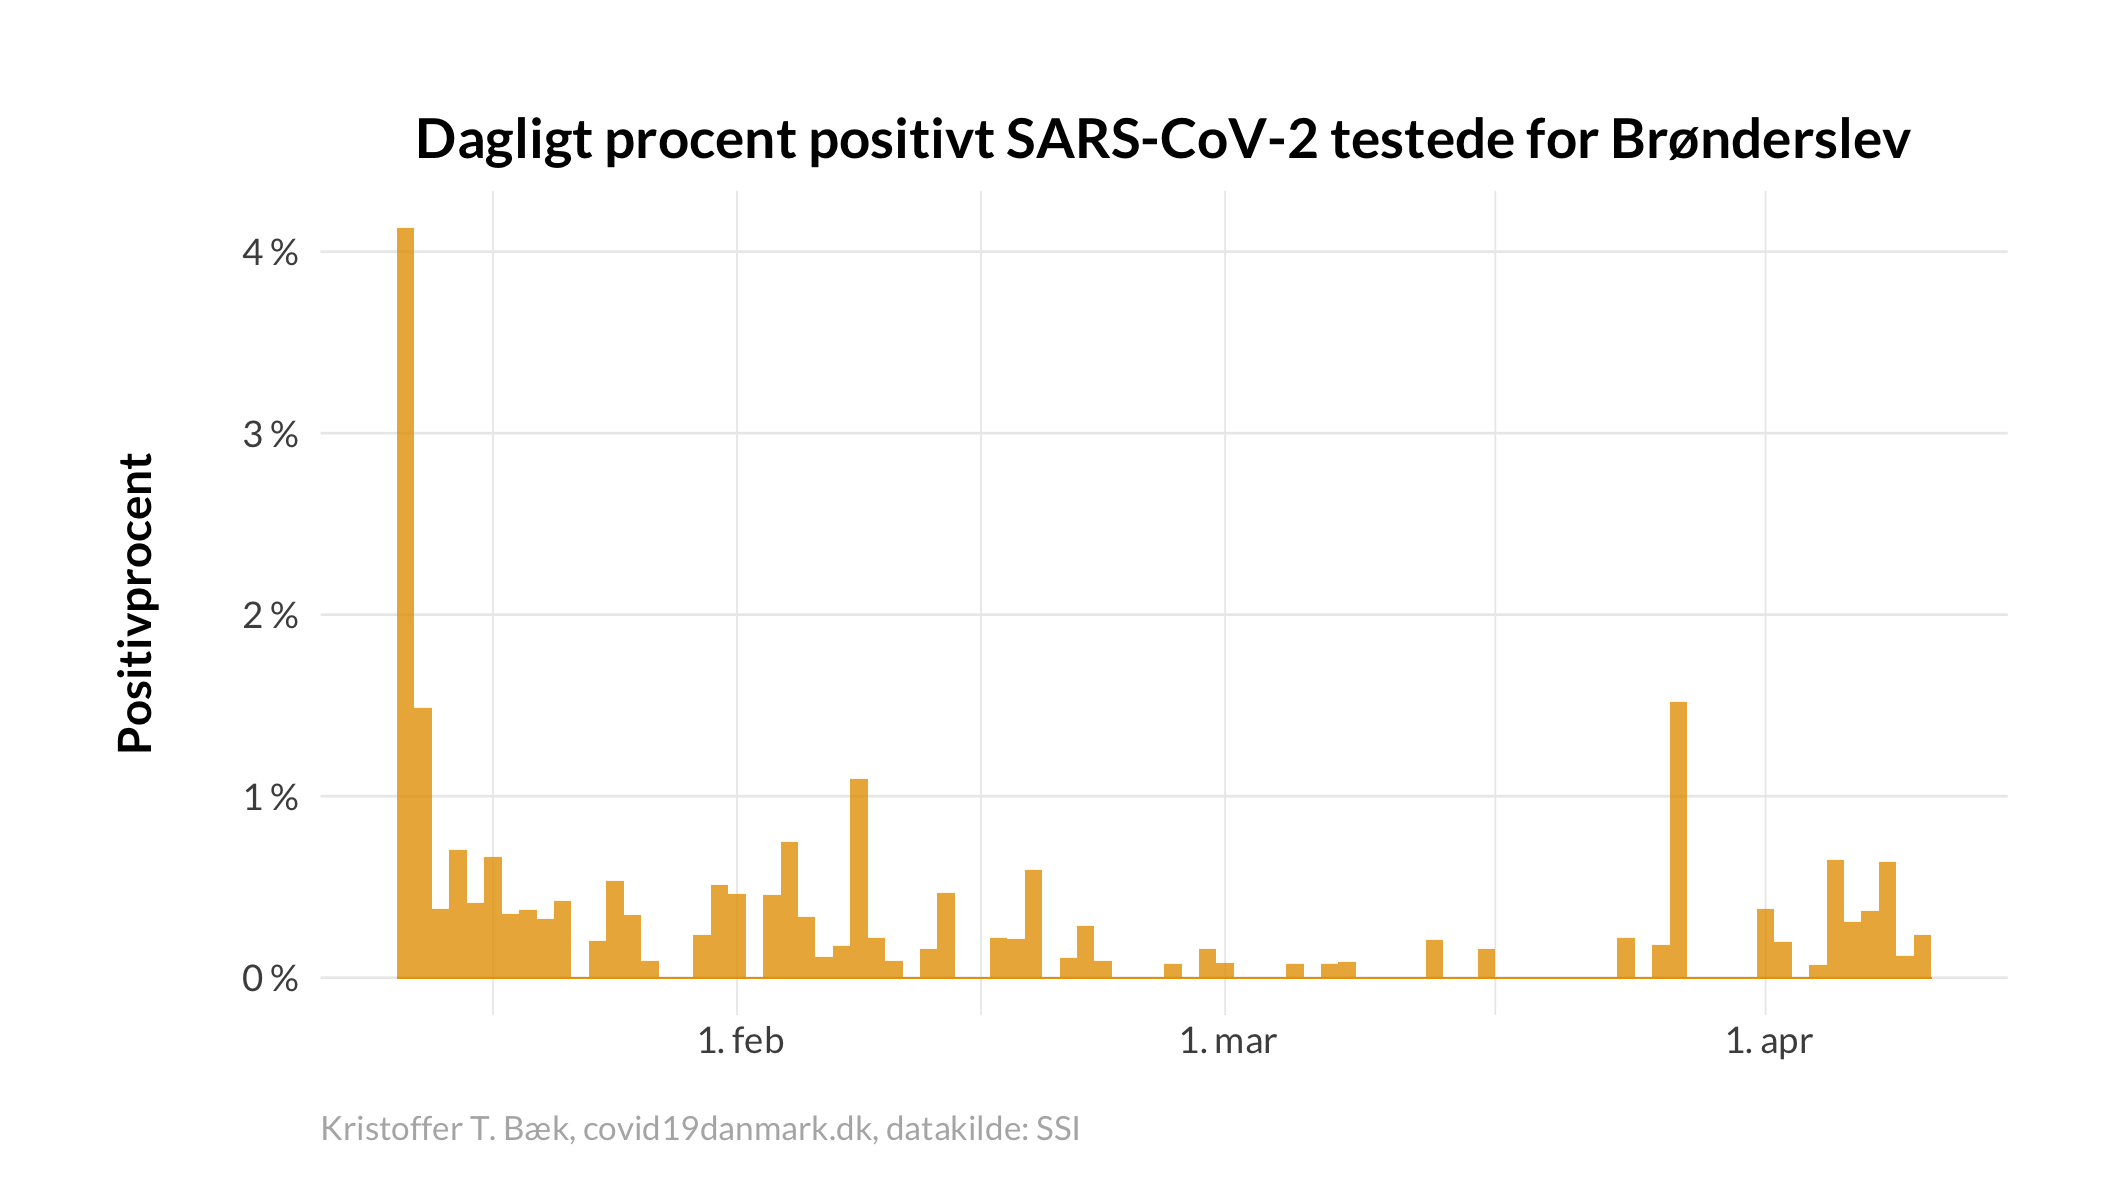 Dagligt procent positivt SARS-CoV-2 testede for Brønderslev
Positivprocent
4 %
3 %
2 %
1 %
0 %
1. feb
1. mar
1. apr
Kristoffer T. Bæk, covid19danmark.dk, datakilde: SSI